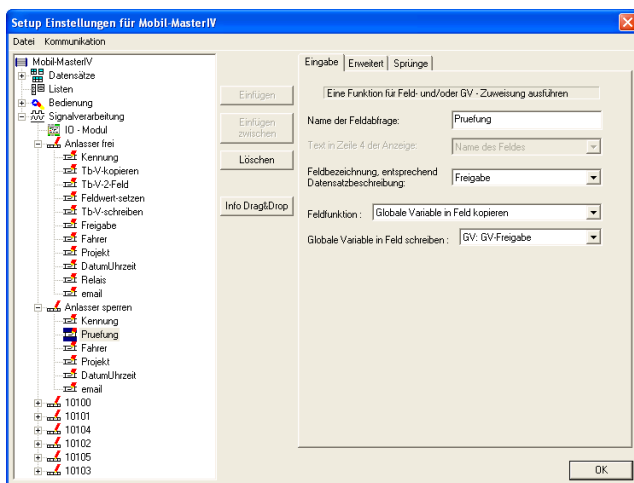 Setup Einstellungen für Mobil-MasterIV
Datei Kommunikation
Mobil-MasterIV
Datensätze
Listen
Bedienung
Signalverarbeitung
IO - Modul
Anlasser frei
Kennung
Tb-V-kopieren
Tb-V-2-Feld
Feldwert-setzen
Tb-V-schreiben
Freigabe
Fahrer
Projekt
DatumUhrzeit
Relais
email
Anlasser sperren
Kennung
Pruefung
Fahrer
Projekt
DatumUhrzeit
email
10100
10101
10104
10102
10105
10103
Einfügen
Einfügen
zwischen
Löschen
Info Drag&Drop
Eingabe Erweitert Sprünge
Eine Funktion für Feld- und/oder GV - Zuweisung ausführen
Name der Feldabfrage: Pruefung
Text in Zeile 4 der Anzeige: Name des Feldes
Feldbezeichnung, entsprechend
Datensatzbeschreibung: Freigabe
Feldfunktion : Globale Variable in Feld kopieren
Globale Variable in Feld schreiben : GV: GV-Freigabe
OK